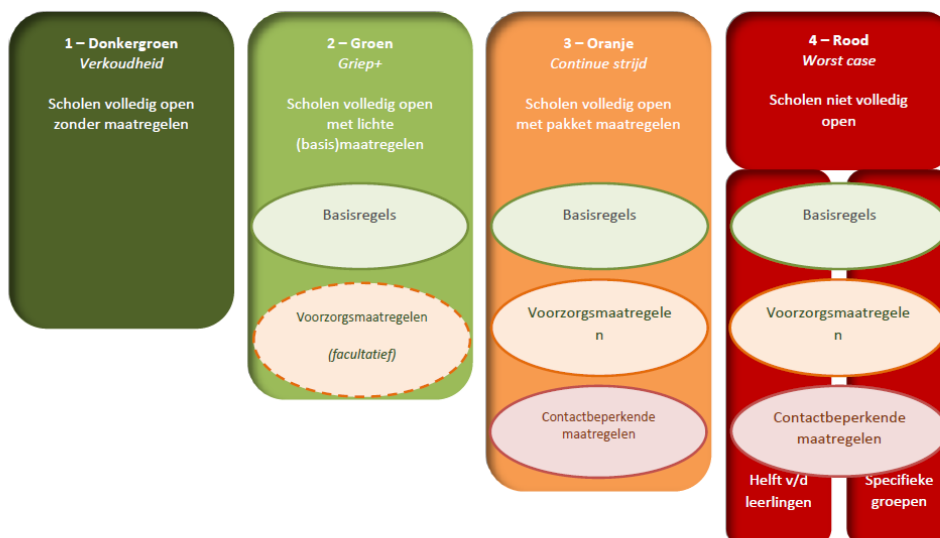 1 – Donkergroen
Verkoudheid
Scholen volledig open
zonder maatregelen
2 – Groen
Griep+
Scholen volledig open
met lichte
(basis)maatregelen
Basisregels
Voorzorgsmaatregelen
(facultatief)
3 – Oranje
Continue strijd
Scholen volledig open
met pakket maatregelen
Basisregels
Voorzorgsmaatregele
n
Contactbeperkende
maatregelen
4 – Rood
Worst case
Scholen niet volledig
open
Basisregels
Voorzorgsmaatregele
n
Contactbeperkende
maatregelen
Helft v/d
leerlingen
Specifieke
groepen